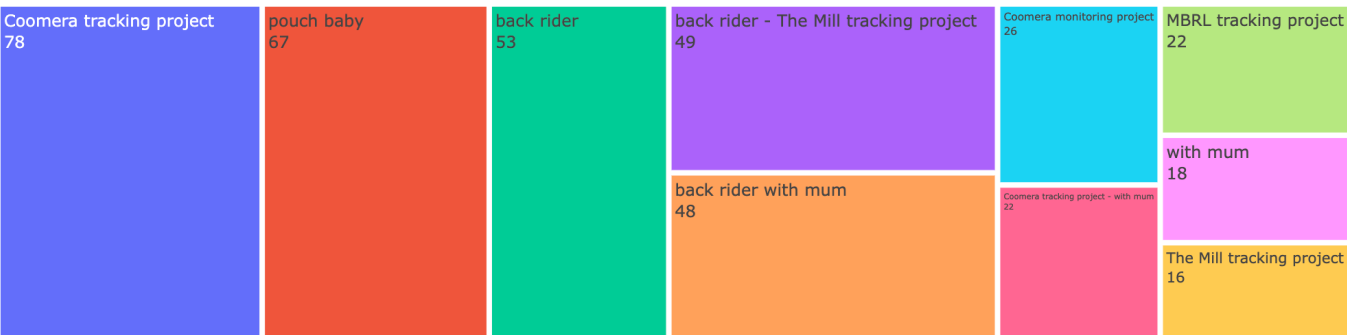 Coomera tracking project
78
pouch baby
67
back rider
53
back rider - The Mill tracking project
49
back rider with mum
48
Coomera monitoring project
26
Coomera tracking project - with mum
22
MBRL tracking project
22
with mum
18
The Mill tracking project
16